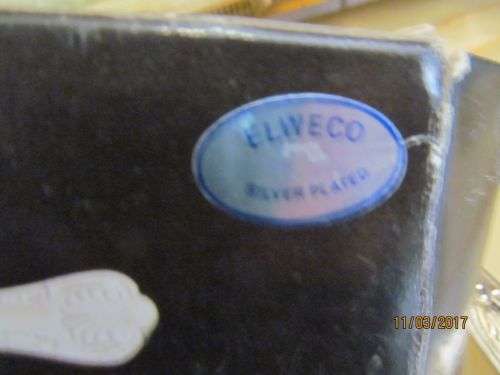 ELWECO
SILVER PLATED
11/03/2017